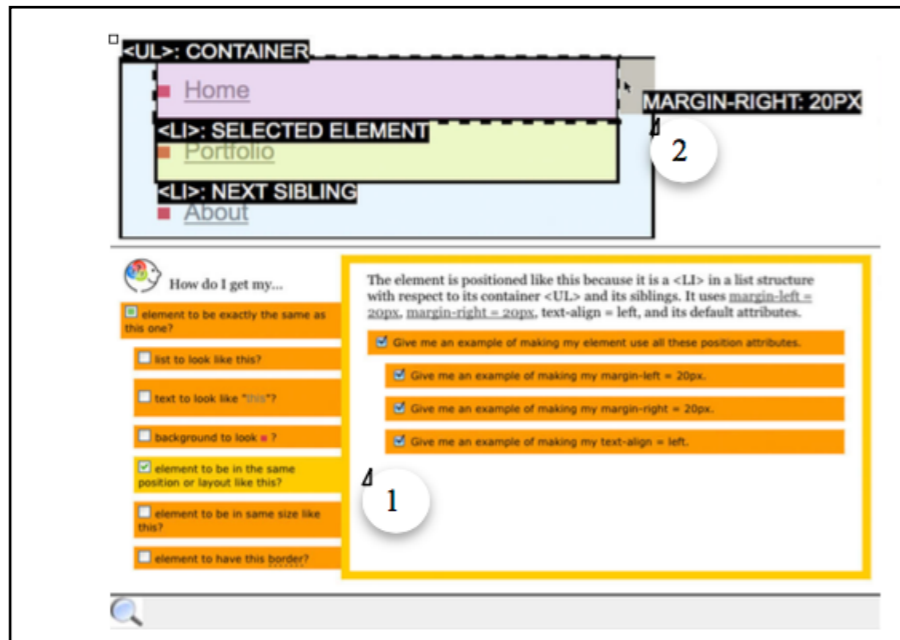 <UL>: CONTAINER
Home
MARGIN-RIGHT: 20PX
<LI>: SELECTED ELEMENT
Portfolio
2
<LI>: NEXT SIBLING
About
How do I get my...
element to be exactly the same as
this one?
list to look like this?
text to look like "this"?
background to look ?
element to be in the same
position or layout like this?
element to be in same size like
this?
element to have this border?
The element is positioned like this because it is a <LI> in a list structure
with respect to its container <UL> and its siblings. It uses margin-left =
20px, margin-right = 20px, text-align = left, and its default attributes.
Give me an example of making my element use all these position attributes.
Give me an example of making my margin-left = 20px.
Give me an example of making my margin-right = 20px.
Give me an example of making my text-align = left.
1